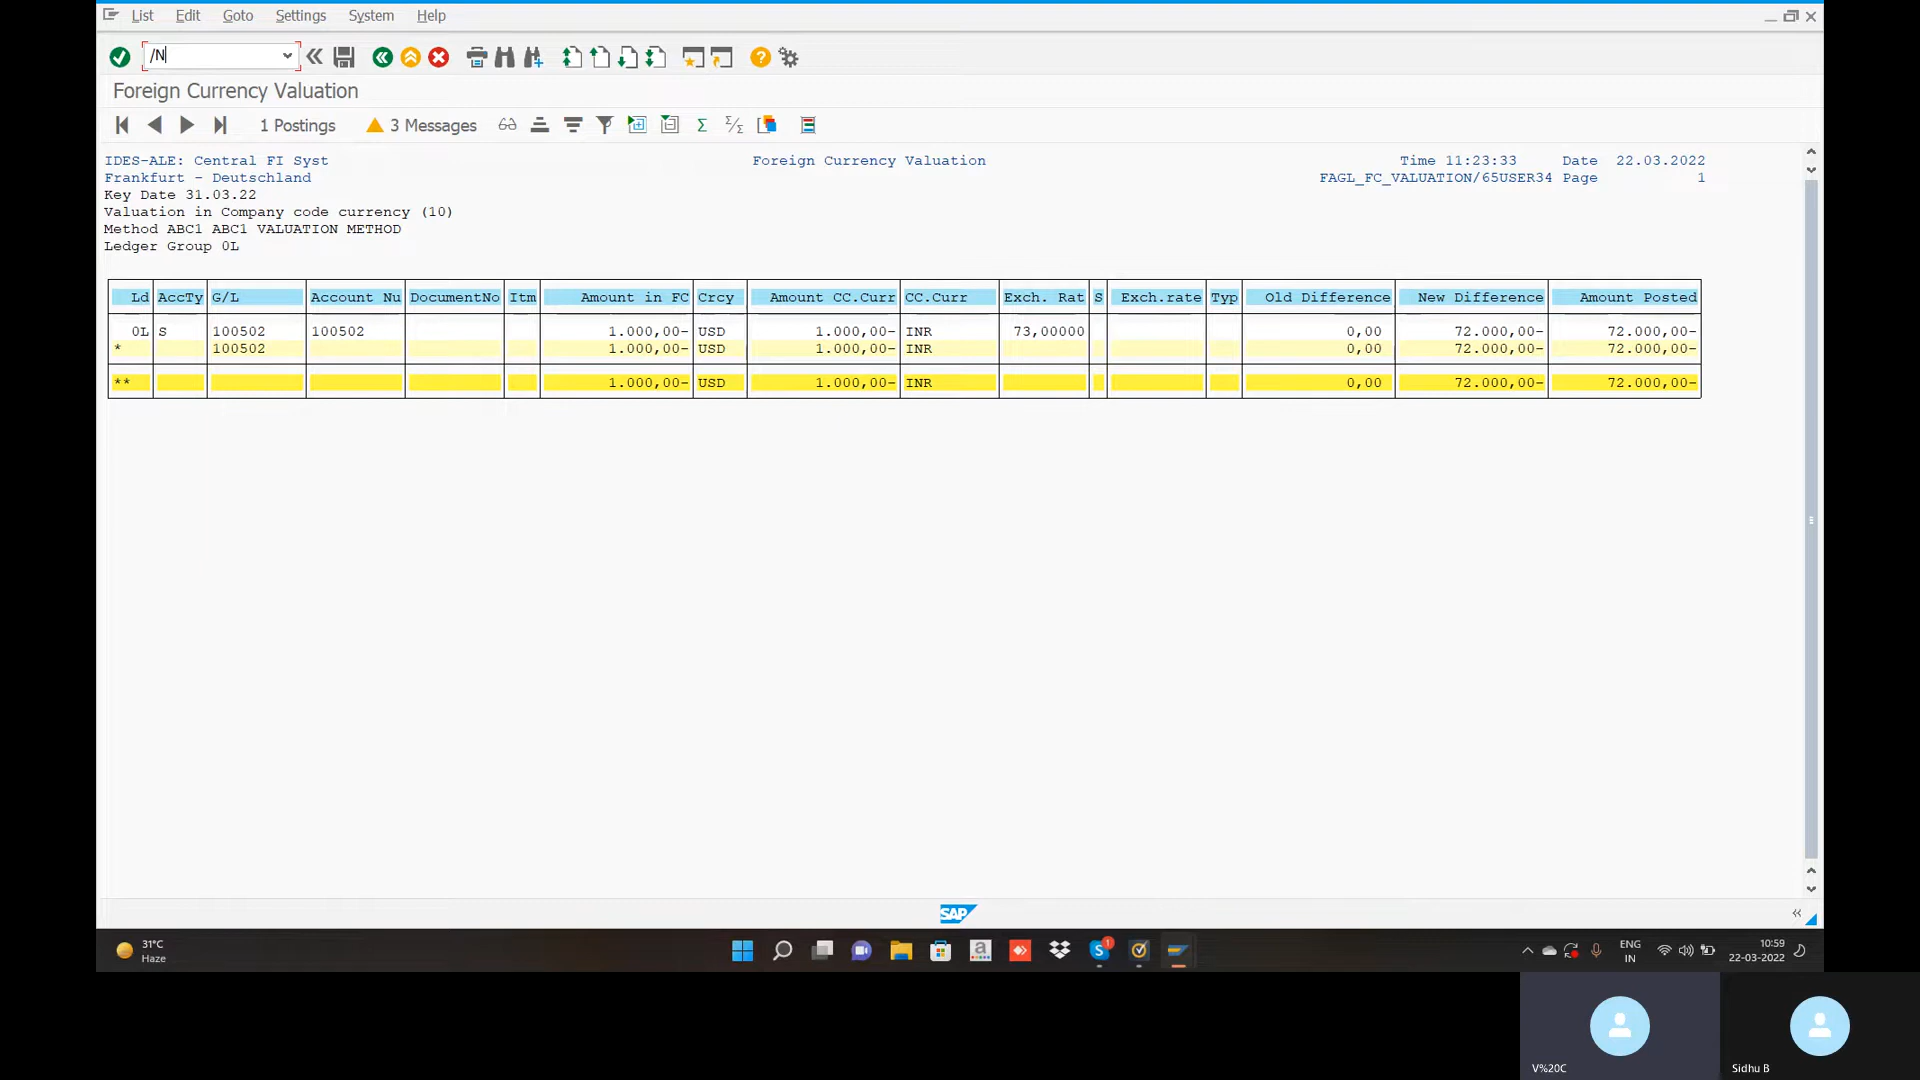 List Edit Goto Settings System Help
/N
Foreign Currency Valuation
1 Postings 3 Messages
IDES-ALE: Central FI Syst Foreign Currency Valuation Time 11:23:33 Date 22.03.2022
Frankfurt - Deutschland FAGL_FC_VALUATION/65USER34 Page 1
Key Date 31.03.22
Valuation in Company code currency (10)
Method ABC1 ABC1 VALUATION METHOD
Ledger Group 0L
Ld AccTy G/L Account Nu DocumentNo Itm Amount in FC Crcy Amount CC.Curr CC.Curr Exch. Rat S Exch.rate Typ Old Difference New Difference Amount Posted
0L S 100502 100502 1.000,00- USD 1.000,00- INR 73,00000 0,00 72.000,00- 72.000,00-
* 100502 1.000,00- USD 1.000,00- INR 0,00 72.000,00- 72.000,00-
** 1.000,00- USD 1.000,00- INR 0,00 72.000,00- 72.000,00-
SAP
31°C
Haze
ENG
IN
10:59
22-03-2022
V%20C
Sidhu B